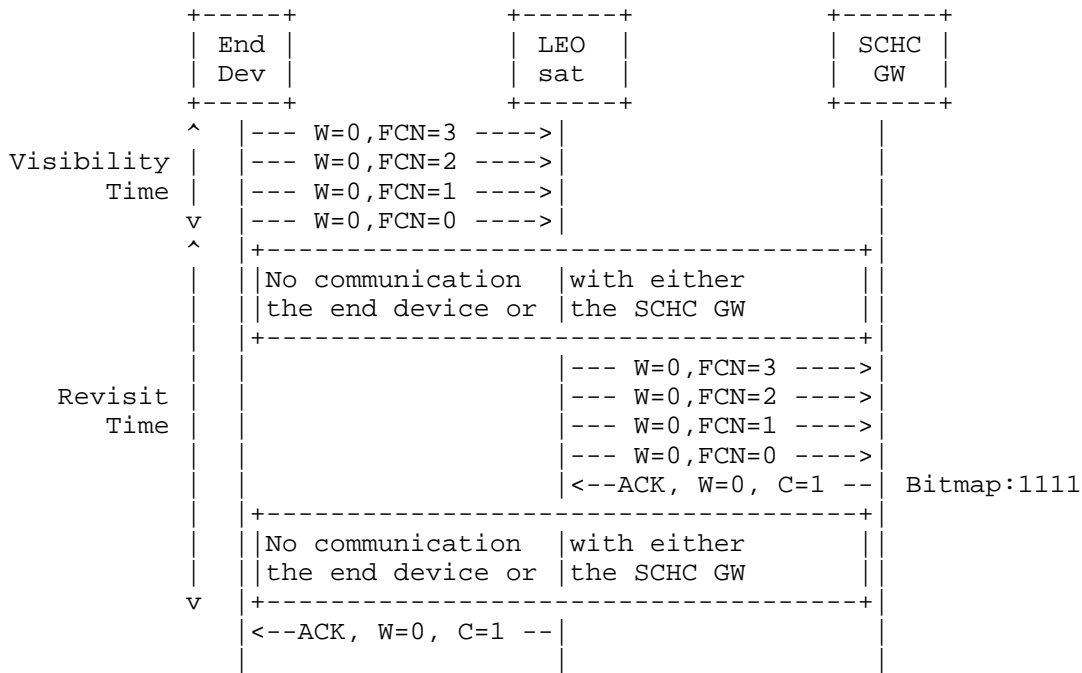 +-----+             +------+            +------+
               | End |             | LEO  |            | SCHC |
               | Dev |             | sat  |            |  GW  |
               +-----+             +------+            +------+
           ^  |--- W=0,FCN=3 ---->|                   |
Visibility |  |--- W=0,FCN=2 ---->|                   |
      Time |  |--- W=0,FCN=1 ---->|                   |
           v  |--- W=0,FCN=0 ---->|                   |
           ^  |+-------------------------------------+|
           |  ||No communication  |with either       ||
           |  ||the end device or |the SCHC GW       ||
           |  |+-------------------------------------+|
           |  |                   |--- W=0,FCN=3 ---->|
   Revisit |  |                   |--- W=0,FCN=2 ---->|
      Time |  |                   |--- W=0,FCN=1 ---->|
           |  |                   |--- W=0,FCN=0 ---->|
           |  |                   |<--ACK, W=0, C=1 --| Bitmap:1111
           |  |+-------------------------------------+|
           |  ||No communication  |with either       ||
           |  ||the end device or |the SCHC GW       ||
           v  |+-------------------------------------+|
              |<--ACK, W=0, C=1 --|                   |
              |                   |                   |